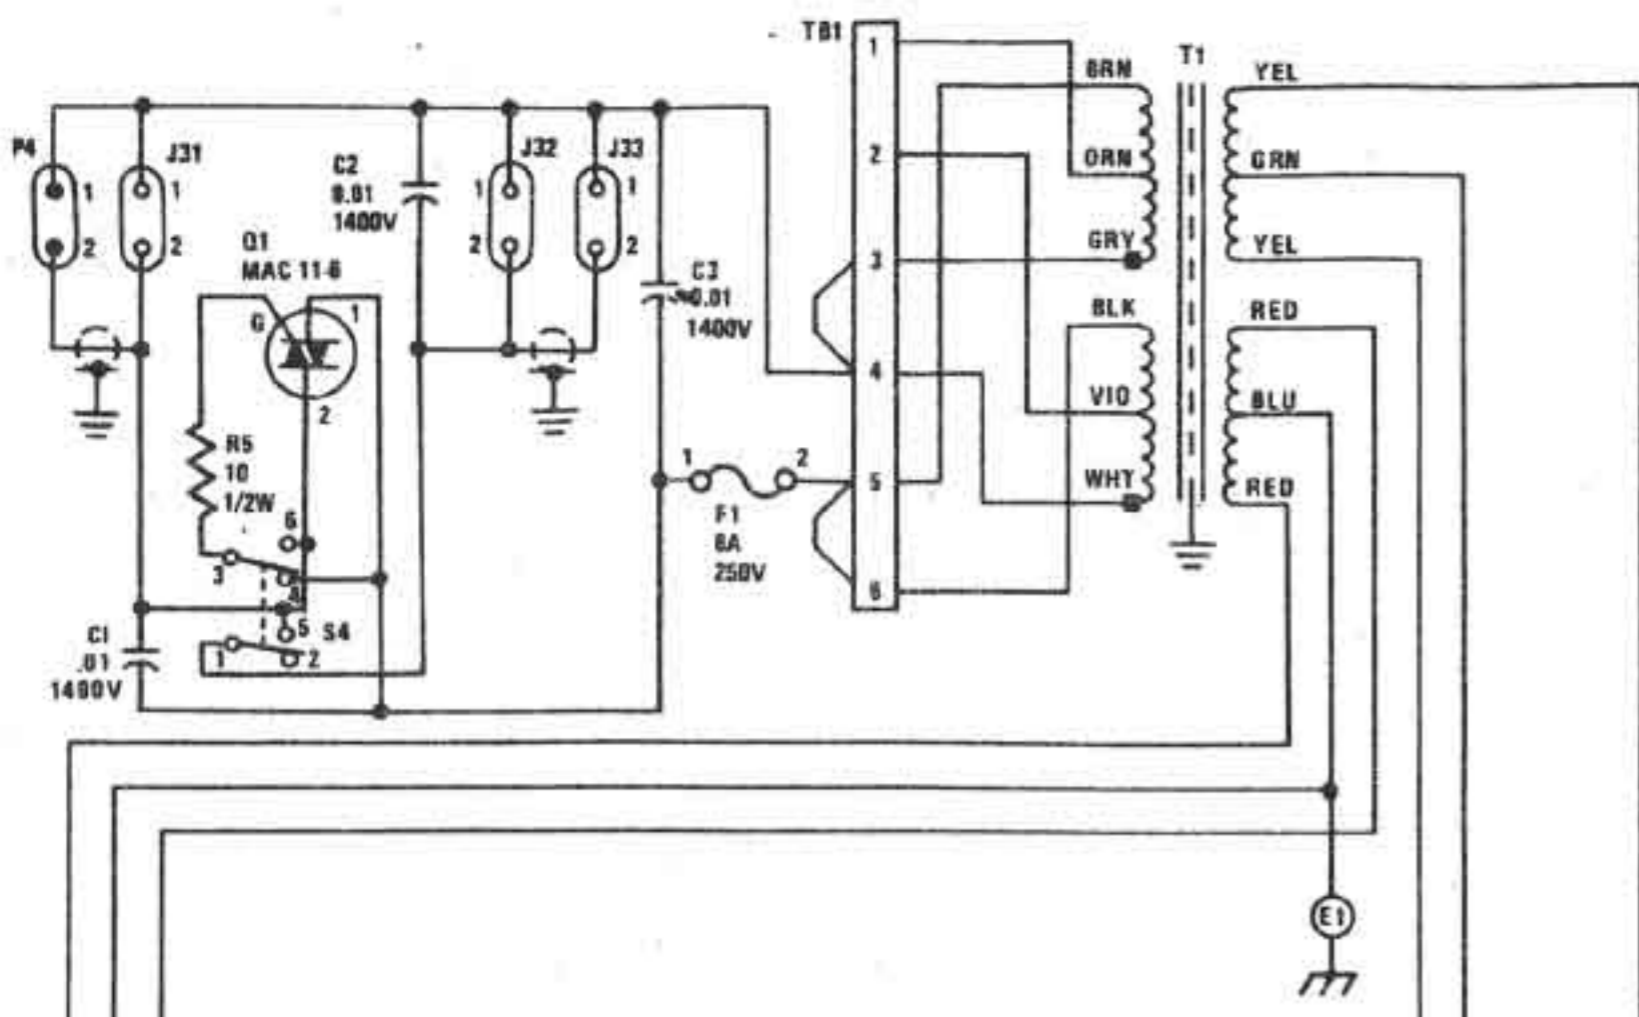 TB1
1
T1
BRN
YEL
P4
J31
C2
0.01
1400V
J32
J33
2
ORN
GRN
1
1
1
1
2
2
2
2
Q1
MAC 11-6
GRY
YEL
3
G
1
C3
0.01
1400V
BLK
RED
2
4
VIO
BLU
R5
10
1/2W
1
2
5
WHT
RED
6
F1
8A
250V
3
4
6
5
S4
C1
.01
1400V
1
2
E1